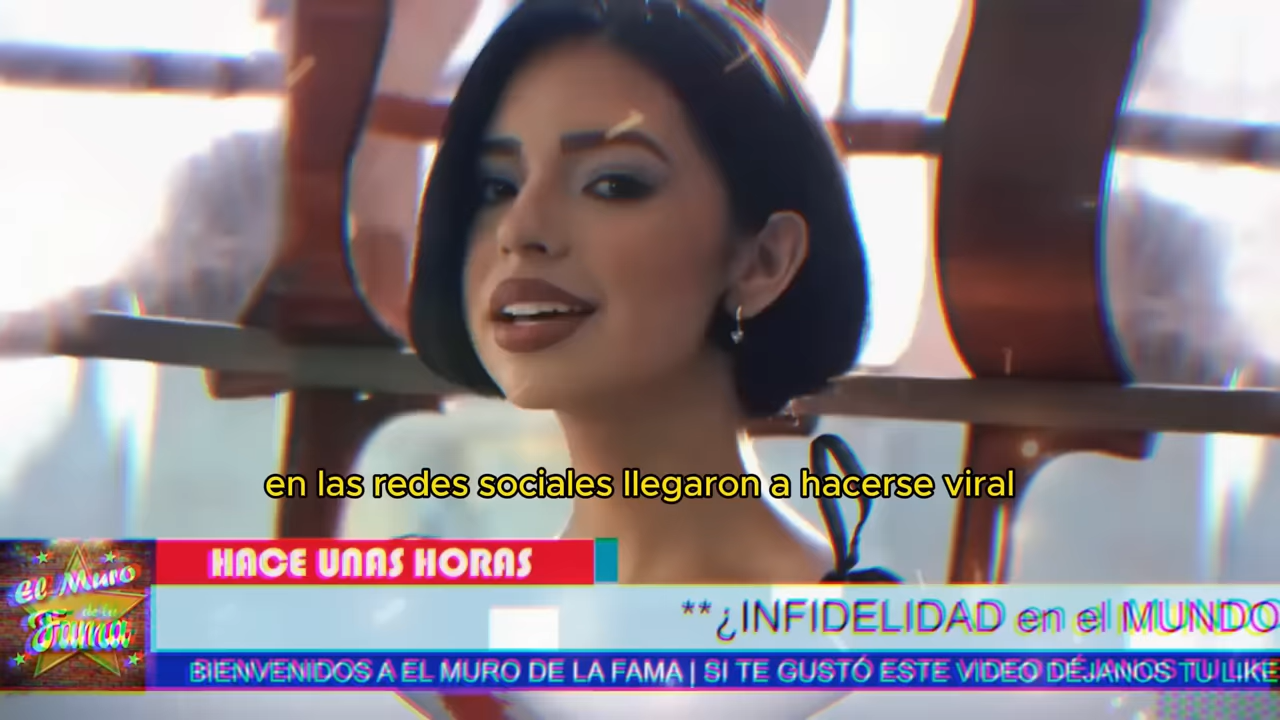 en las redes sociales llegaron a hacerse viral
HACE UNAS HORAS
El Muro
de la
Fama
**¿INFIDELIDAD en el MUNDO
BIENVENIDOS A EL MURO DE LA FAMA | SI TE GUSTÓ ESTE VIDEO DÉJANOS TU LIKE